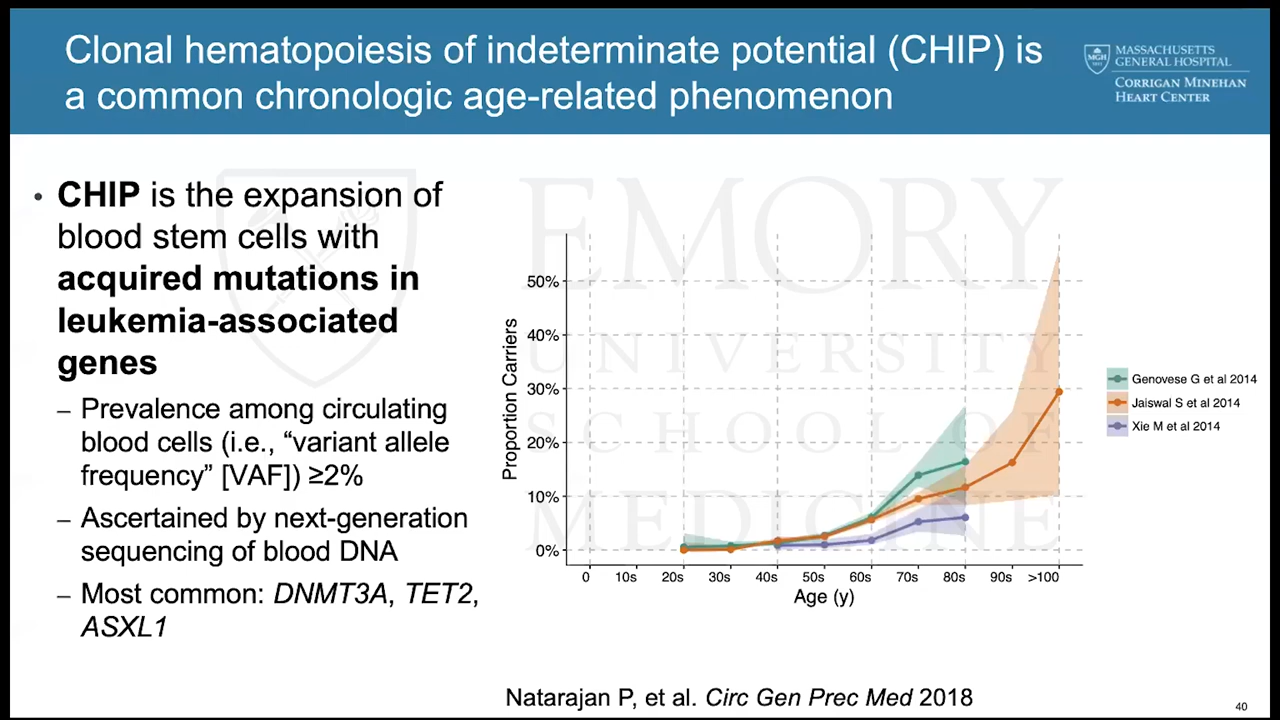 Clonal hematopoiesis of indeterminate potential (CHIP) is
a common chronologic age-related phenomenon
MGH
1811
MASSACHUSETTS
GENERAL HOSPITAL
CORRIGAN MINEHAN
HEART CENTER
• CHIP is the expansion of
blood stem cells with
acquired mutations in
leukemia-associated
genes
– Prevalence among circulating
blood cells (i.e., “variant allele
frequency” [VAF]) ≥2%
– Ascertained by next-generation
sequencing of blood DNA
– Most common: DNMT3A, TET2,
ASXL1
EMORY
UNIVERSITY
SCHOOL OF
MEDICINE
Proportion Carriers
50%
40%
30%
20%
10%
0%
0 10s 20s 30s 40s 50s 60s 70s 80s 90s >100
Age (y)
Genovese G et al 2014
Jaiswal S et al 2014
Xie M et al 2014
Natarajan P, et al. Circ Gen Prec Med 2018
40